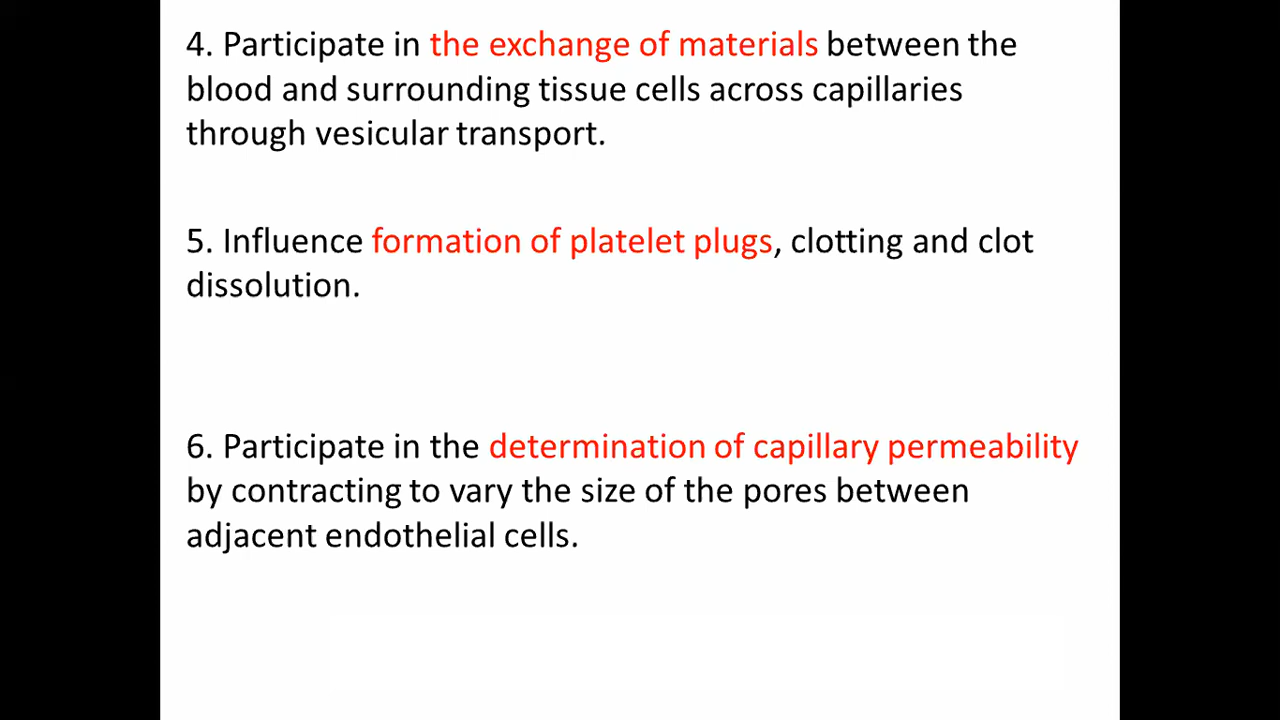 4. Participate in the exchange of materials between the
blood and surrounding tissue cells across capillaries
through vesicular transport.
5. Influence formation of platelet plugs, clotting and clot
dissolution.
6. Participate in the determination of capillary permeability
by contracting to vary the size of the pores between
adjacent endothelial cells.